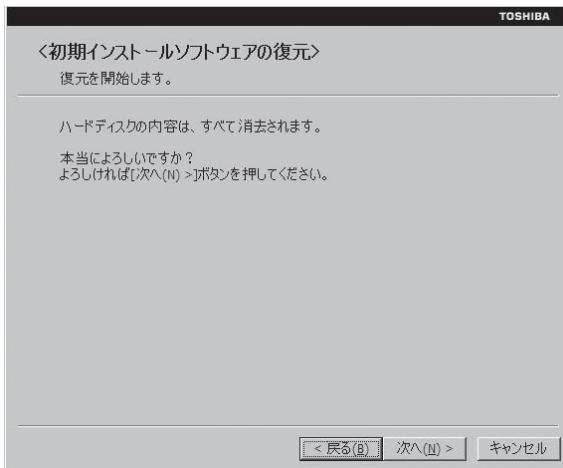 TOSHIBA
<初期インストールソフトウェアの復元>
復元を開始します。
ハードディスクの内容は、すべて消去されます。
本当によろしいですか？
よろしければ[次へ(N) >]ボタンを押してください。
< 戻る(B)
次へ(N) >
キャンセル